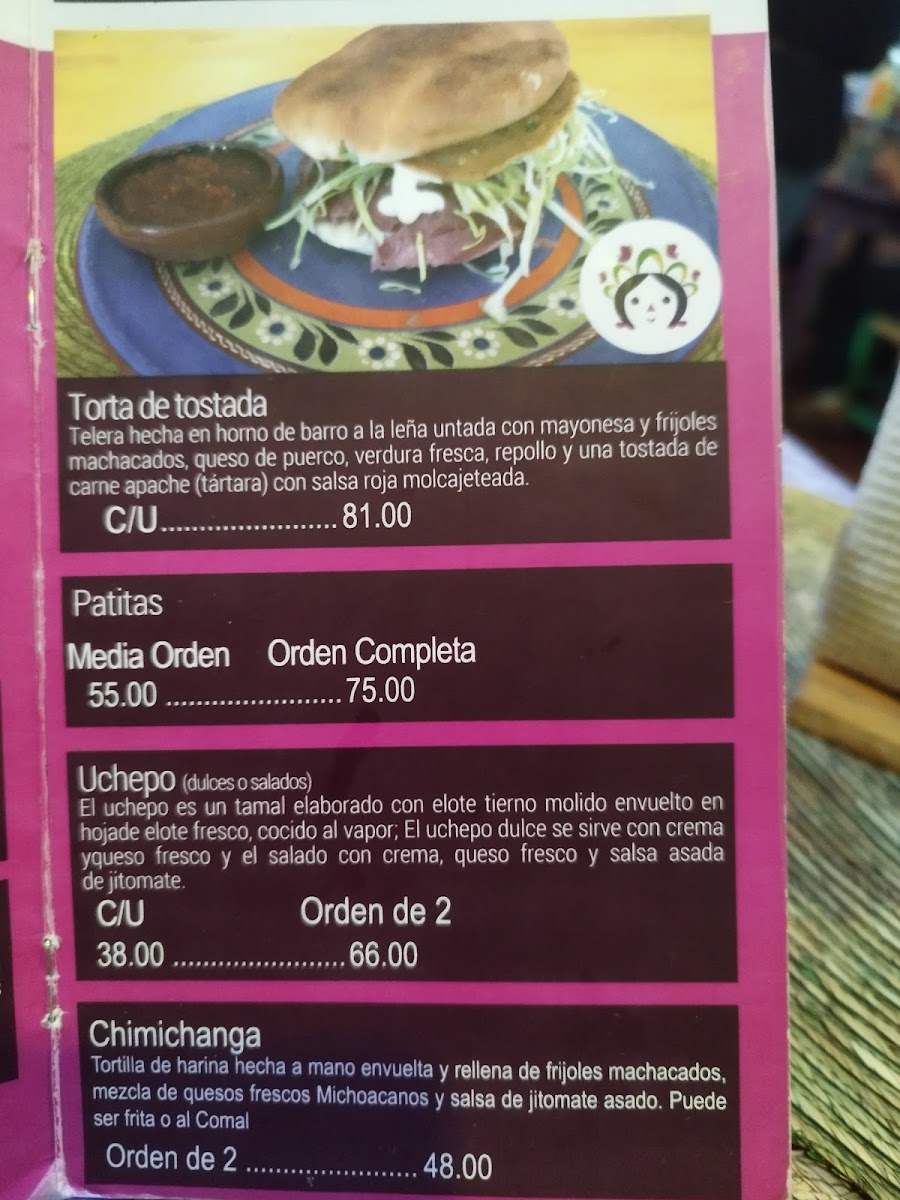 Torta de tostada
Telera hecha en horno de barro a la leña untada con mayonesa y frijoles
machacados, queso de puerco, verdura fresca, repollo y una tostada de
carne apache (tártara) con salsa roja molcajeteada.
C/U....................... 81.00
Patitas
Media Orden Orden Completa
55.00 ....................... 75.00
Uchepo (dulces o salados)
El uchepo es un tamal elaborado con elote tierno molido envuelto en
hojade elote fresco, cocido al vapor; El uchepo dulce se sirve con crema
yqueso fresco y el salado con crema, queso fresco y salsa asada
de jitomate.
C/U Orden de 2
38.00 ...................... 66.00
Chimichanga
Tortilla de harina hecha a mano envuelta y rellena de frijoles machacados,
mezcla de quesos frescos Michoacanos y salsa de jitomate asado. Puede
ser frita o al Comal
Orden de 2 ...................... 48.00